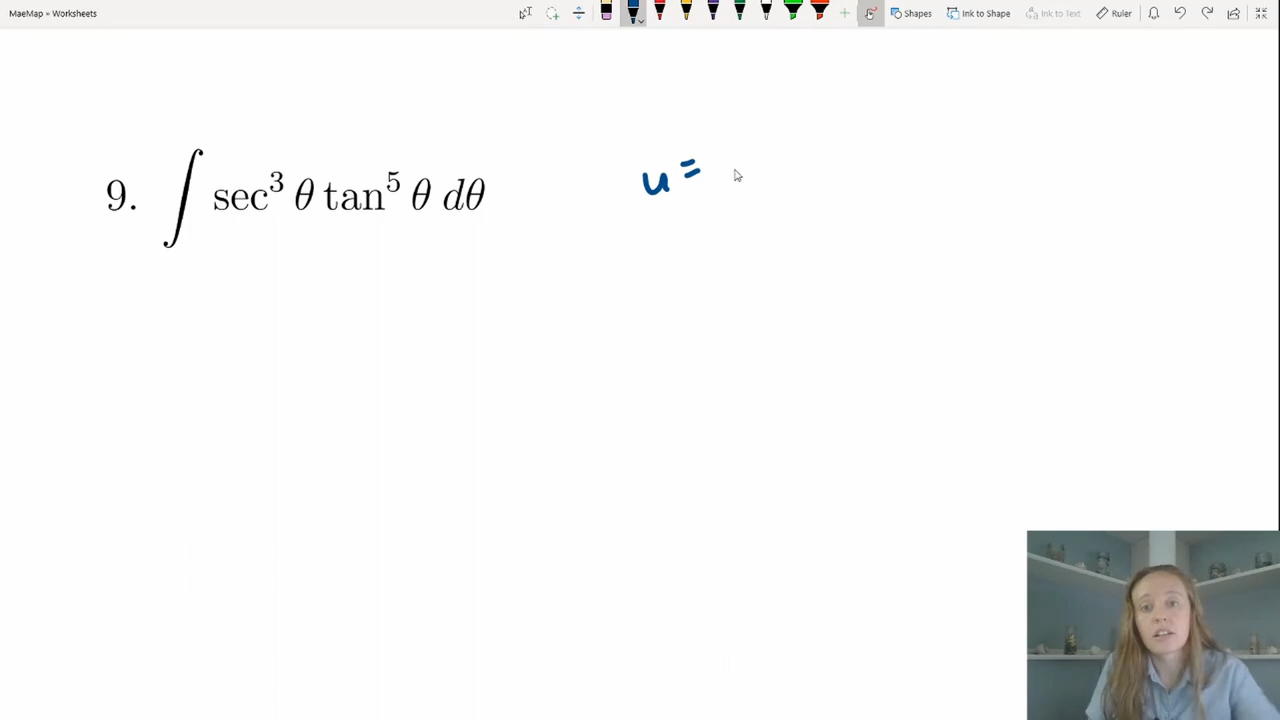 MaeMap » Worksheets
Shapes Ink to Shape Ink to Text Ruler
9. ∫ sec³ θ tan⁵ θ dθ
u =